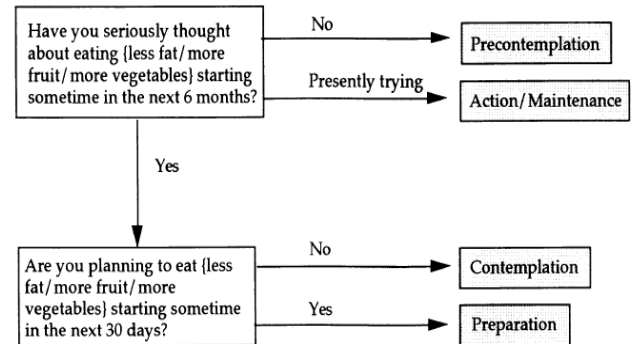 Have you seriously thought
about eating {less fat/more
fruit/more vegetables} starting
sometime in the next 6 months?
No
Precontemplation
Presently trying
Action/Maintenance
Yes
Are you planning to eat {less
fat/more fruit/more
vegetables} starting sometime
in the next 30 days?
No
Contemplation
Yes
Preparation